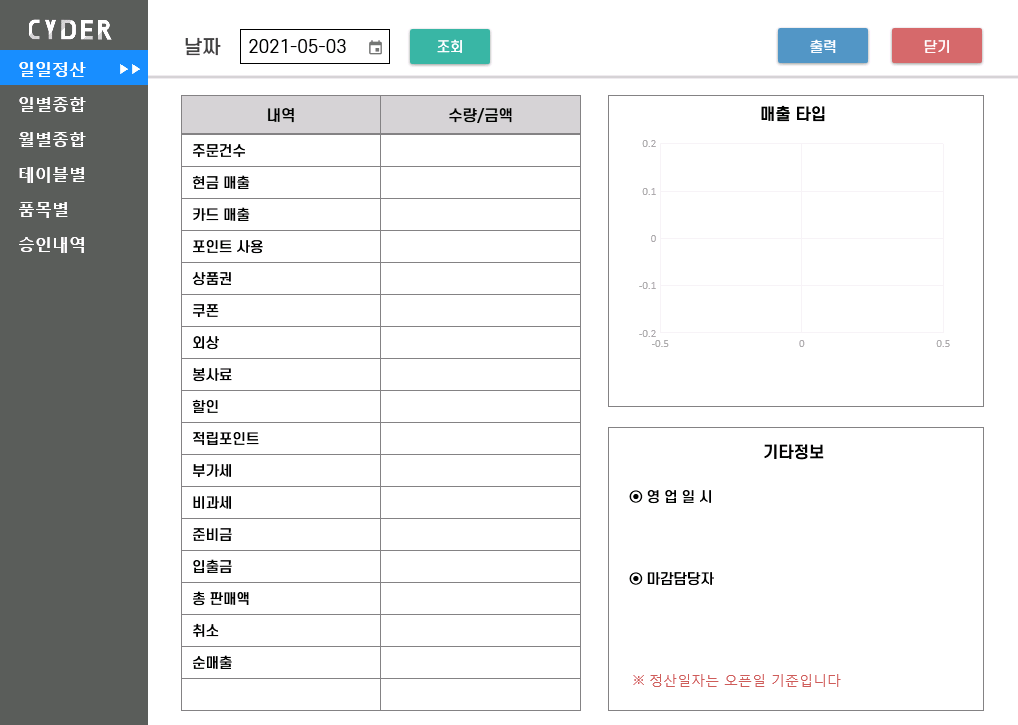 CYDER
일일정산 ▶▶
일별종합
월별종합
테이블별
품목별
승인내역
날짜 2021-05-03 조회 출력 닫기
내역 수량/금액
주문건수
현금 매출
카드 매출
포인트 사용
상품권
쿠폰
외상
봉사료
할인
적립포인트
부가세
비과세
준비금
입출금
총 판매액
취소
순매출
매출 타입
0.2
0.1
0
-0.1
-0.2
-0.5 0 0.5
기타정보
영 업 일 시
마감담당자
※ 정산일자는 오픈일 기준입니다